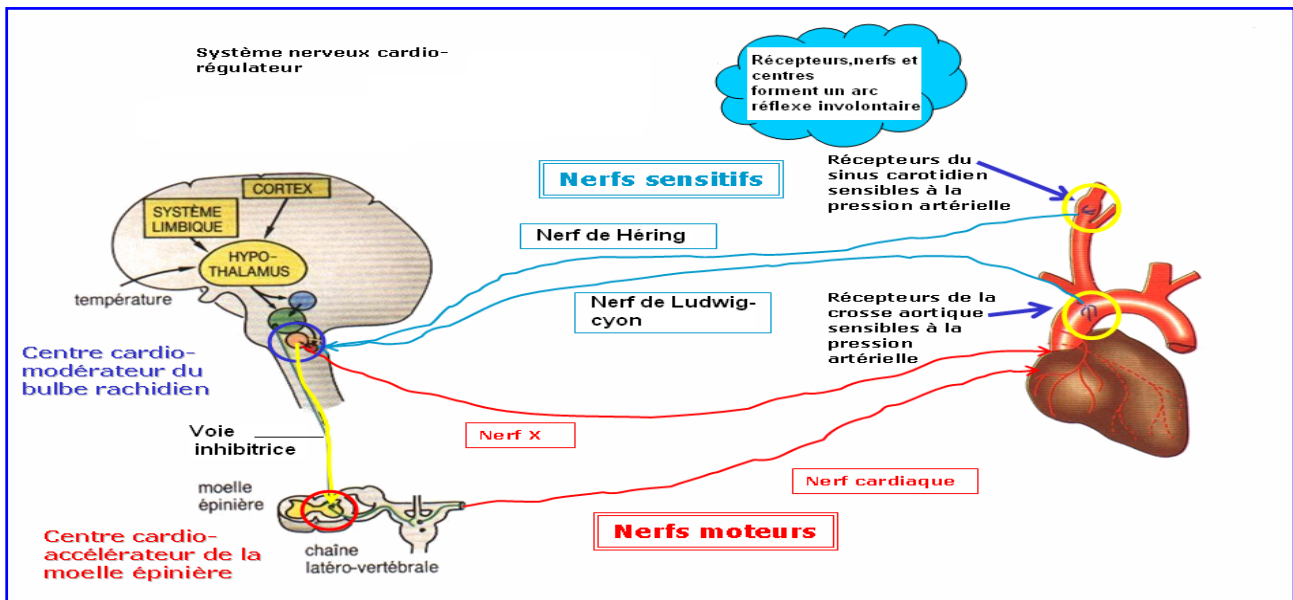 Système nerveux cardio-
régulateur
Récepteurs,nerfs et
centres
forment un arc
réflexe involontaire
Nerfs sensitifs
Récepteurs du
sinus carotidien
sensibles à la
pression artérielle
CORTEX
SYSTÈME
LIMBIQUE
HYPO-
THALAMUS
température
Nerf de Héring
Nerf de Ludwig-
cyon
Récepteurs de la
crosse aortique
sensibles à la
pression
artérielle
Centre cardio-
modérateur du
bulbe rachidien
Voie
inhibitrice
Nerf X
Nerf cardiaque
moelle
épinière
Nerfs moteurs
Centre cardio-
accélérateur de la
moelle épinière
chaîne
latéro-vertébrale